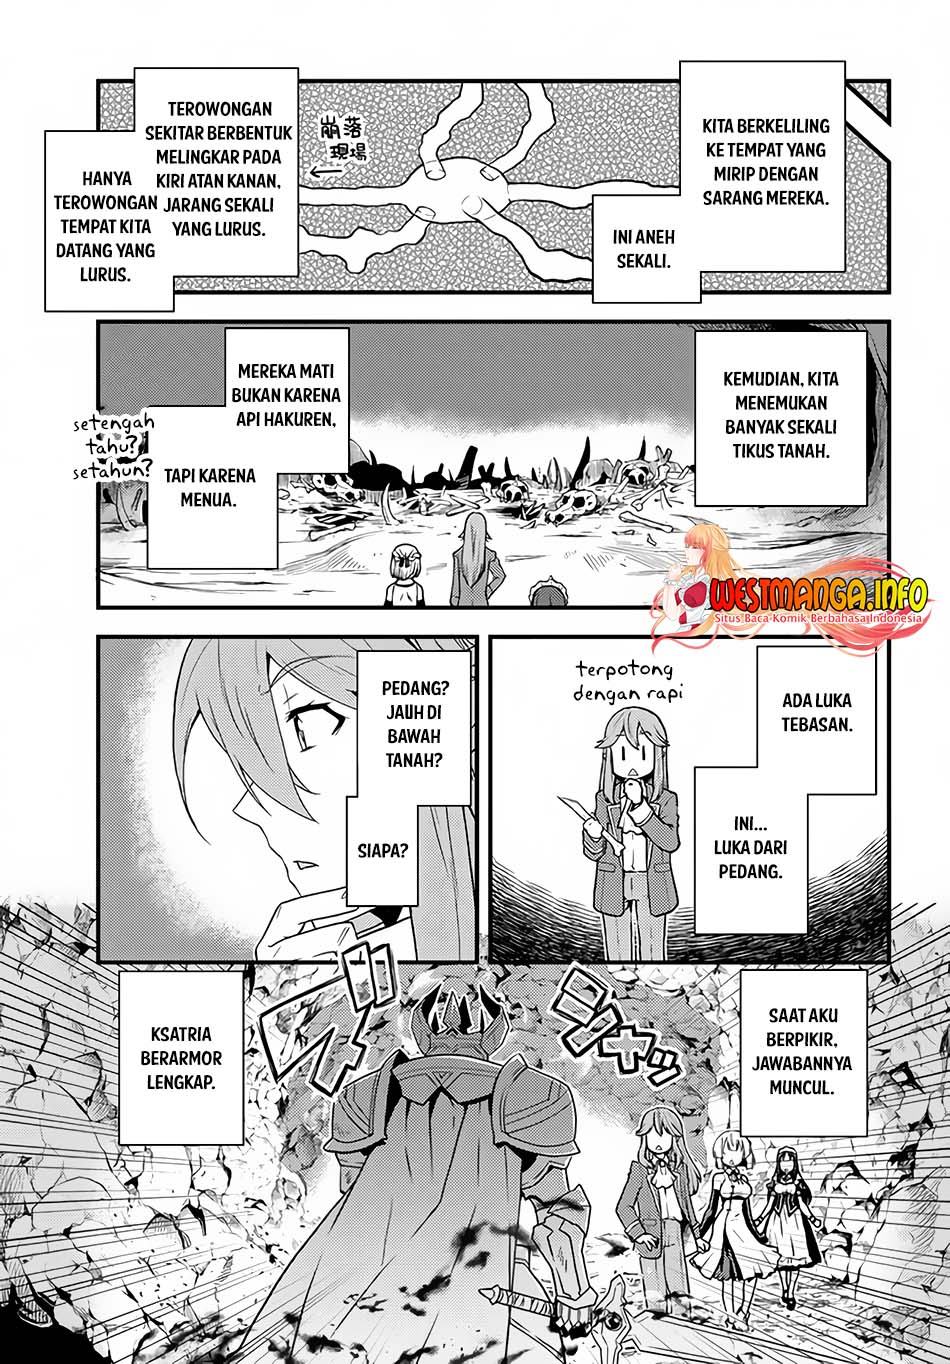 KITA BERKELILING
KE TEMPAT YANG
MIRIP DENGAN
SARANG MEREKA.
INI ANEH
SEKALI.
崩落
現場
←
TEROWONGAN
SEKITAR BERBENTUK
MELINGKAR PADA
KIRI ATAN KANAN,
JARANG SEKALI
YANG LURUS.
HANYA
TEROWONGAN
TEMPAT KITA
DATANG YANG
LURUS.
KEMUDIAN, KITA
MENEMUKAN
BANYAK SEKALI
TIKUS TANAH.
MEREKA MATI
BUKAN KARENA
API HAKUREN,
TAPI KARENA
MENUA.
setengah
tahu?
setahun?
WESTMANGA.INFO
Situs Baca Komik Berbahasa Indonesia
ADA LUKA
TEBASAN.
terpotong
dengan rapi
INI...
LUKA DARI
PEDANG.
PEDANG?
JAUH DI
BAWAH
TANAH?
SIAPA?
SAAT AKU
BERPIKIR,
JAWABANNYA
MUNCUL.
KSATRIA
BERARMOR
LENGKAP.